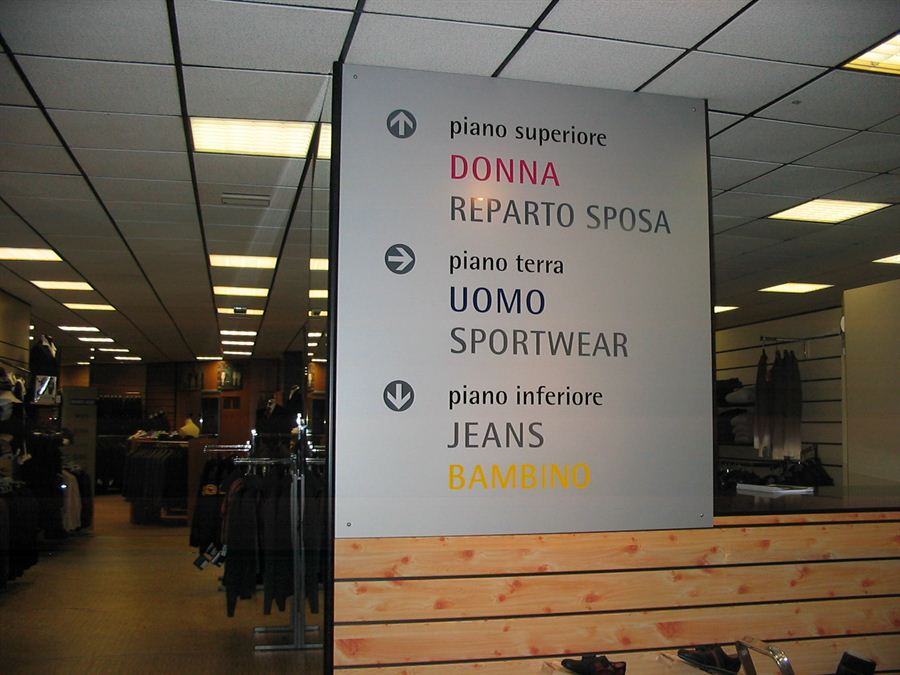 piano superiore
DONNA
REPARTO SPOSA
piano terra
UOMO
SPORTWEAR
piano inferiore
JEANS
BAMBINO